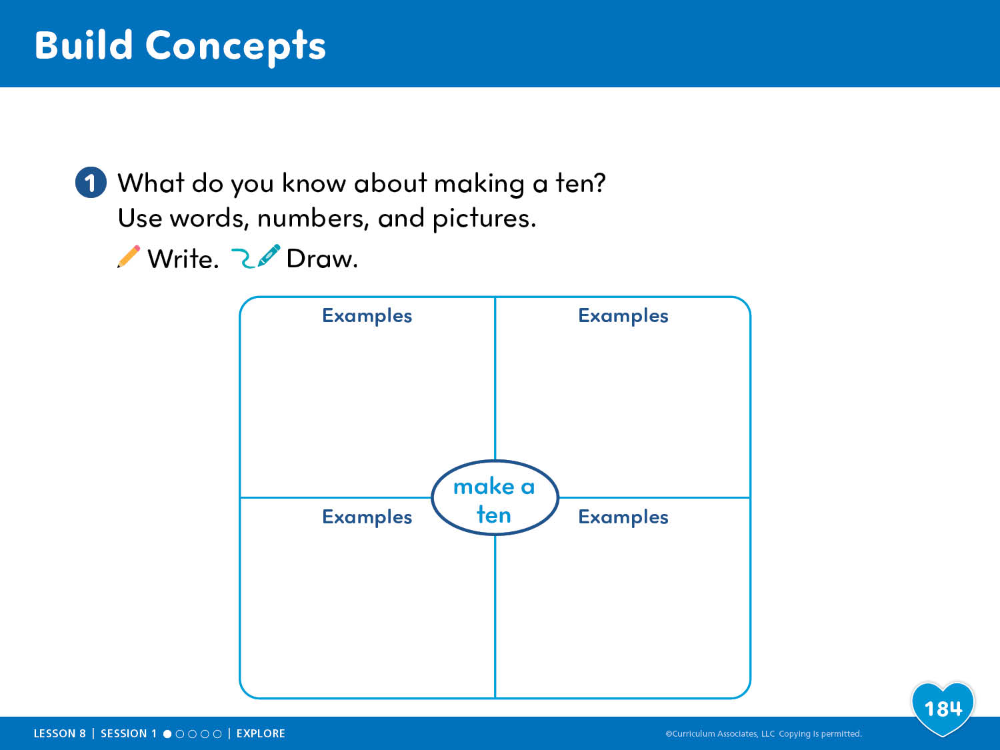 Build Concepts
1 What do you know about making a ten?
Use words, numbers, and pictures.
Write. Draw.
Examples Examples
make a
ten
Examples Examples
184
LESSON 8 | SESSION 1 | EXPLORE
©Curriculum Associates, LLC Copying is permitted.